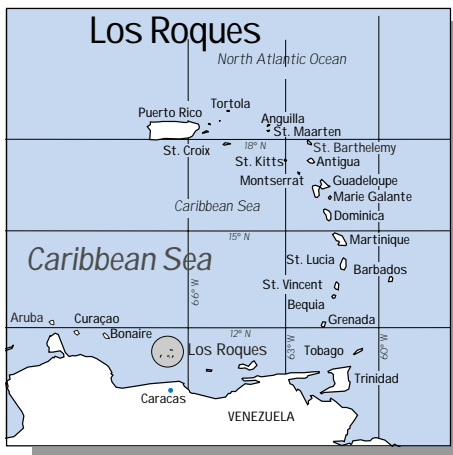 Los Roques
North Atlantic Ocean
Tortola
Puerto Rico
Anguilla
St. Maarten
18° N
St. Barthelemy
St. Croix
St. Kitts
Antigua
Montserrat
Guadeloupe
Marie Galante
Caribbean Sea
Dominica
15° N
Martinique
Caribbean Sea
St. Lucia
Barbados
66° W
St. Vincent
Bequia
Aruba
Curaçao
Grenada
Bonaire
12° N
63° W
60° W
Los Roques
Tobago
Trinidad
Caracas
VENEZUELA